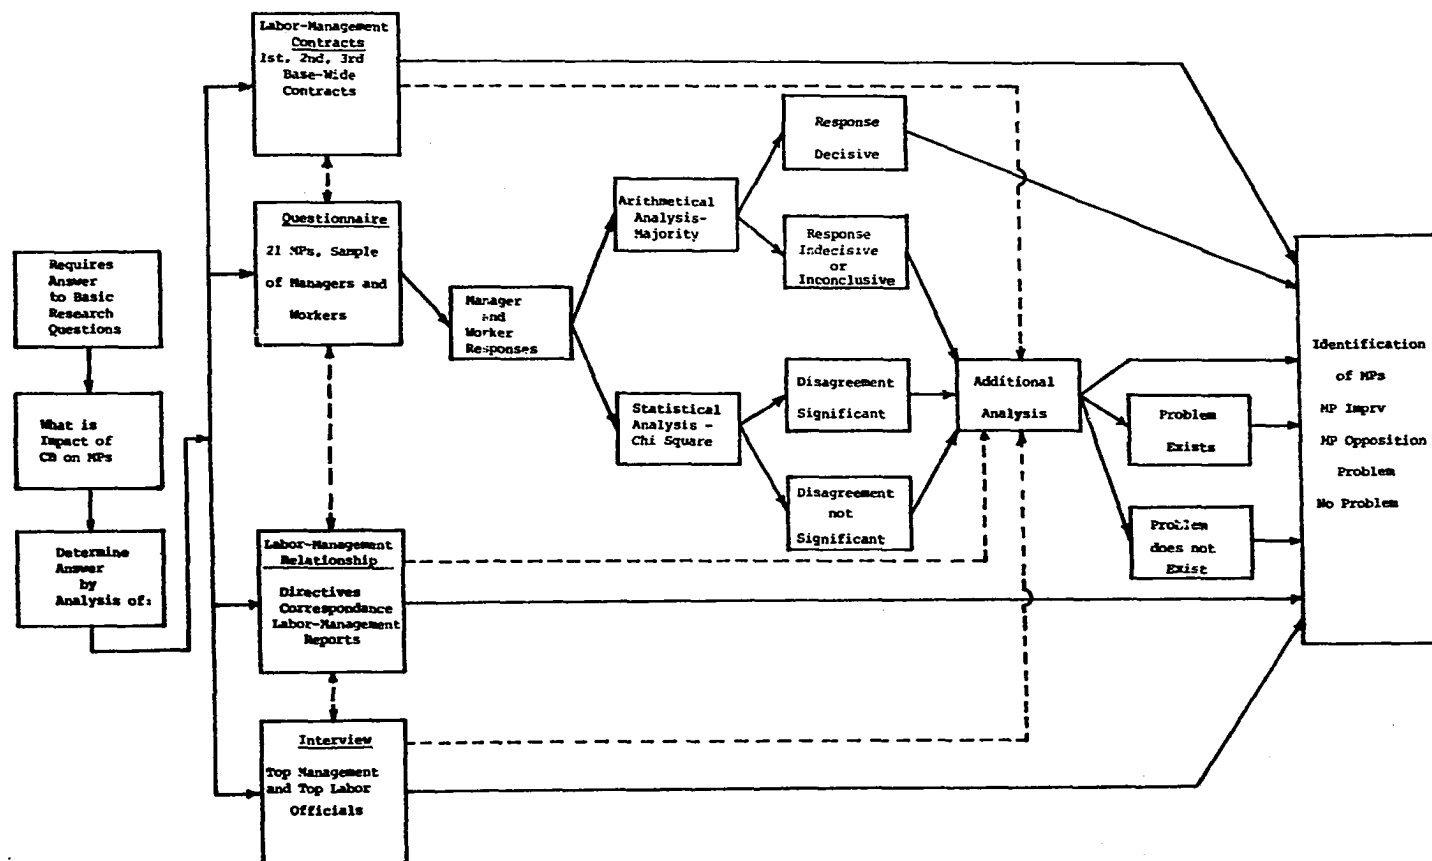 Requires
Answer
to Basic
Research
Questions
What is
Impact of
CB on MPs
Determine
Answer
by
Analysis of:
Labor-Management
Contracts
1st, 2nd, 3rd
Base-Wide
Contracts
Questionnaire
21 MPs, Sample
of Managers and
Workers
Labor-Management
Relationship
Directives
Correspondance
Labor-Management
Reports
Interview
Top Management
and Top Labor
Officials
Manager
and
Worker
Responses
Arithmetical
Analysis-
Majority
Statistical
Analysis -
Chi Square
Response
Decisive
Response
Indecisive
or
Inconclusive
Disagreement
Significant
Disagreement
not
Significant
Additional
Analysis
Problem
Exists
Problem
does not
Exist
Identification
of MPs
MP Imprv
MP Opposition
Problem
No Problem